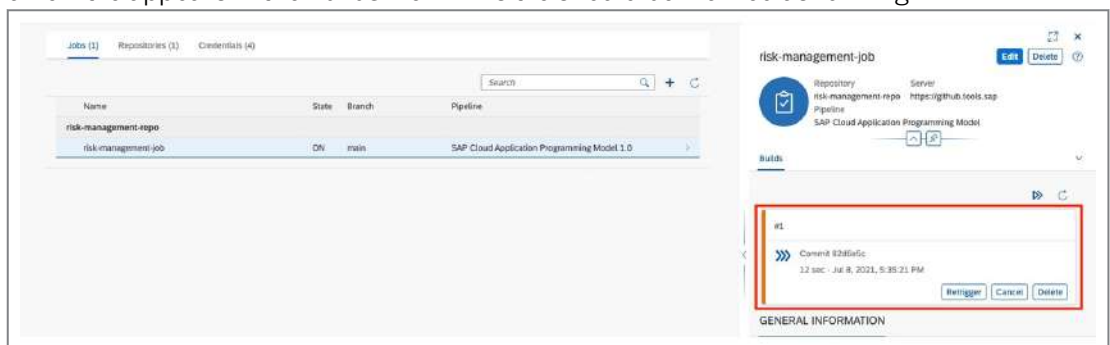 Jobs (1) Repositories (1) Credentials (4)
Search
Name State Branch Pipeline
risk-management-repo
risk-management-job ON main SAP Cloud Application Programming Model 1.0
risk-management-job Edit Delete
Repository Server
risk-management-repo https://github.tools.sap
Pipeline
SAP Cloud Application Programming Model
Builds
#1
Commit
12 sec - Jul 8, 2021, 5:35:21 PM
Retrigger Cancel Delete
GENERAL INFORMATION